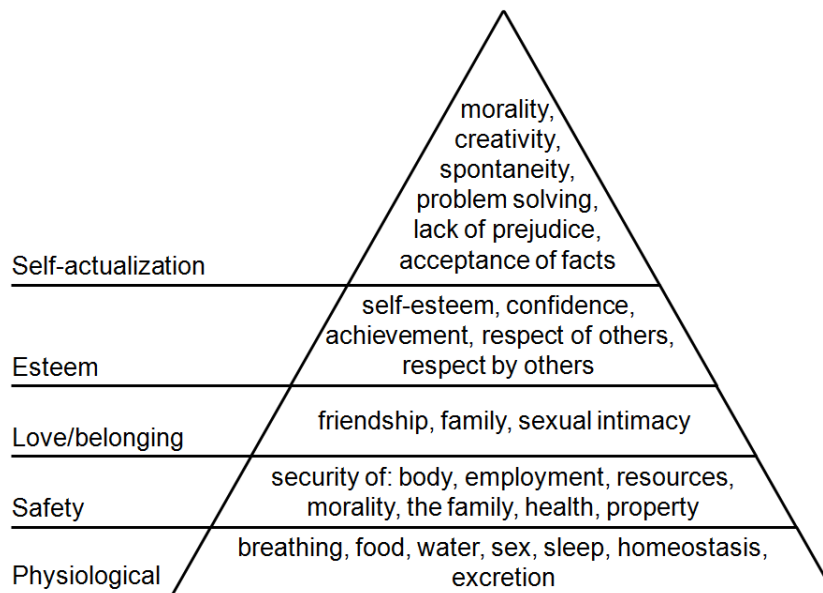 morality,
creativity,
spontaneity,
problem solving,
lack of prejudice,
acceptance of facts
Self-actualization
self-esteem, confidence,
achievement, respect of others,
respect by others
Esteem
friendship, family, sexual intimacy
Love/belonging
security of: body, employment, resources,
morality, the family, health, property
Safety
breathing, food, water, sex, sleep, homeostasis,
excretion
Physiological